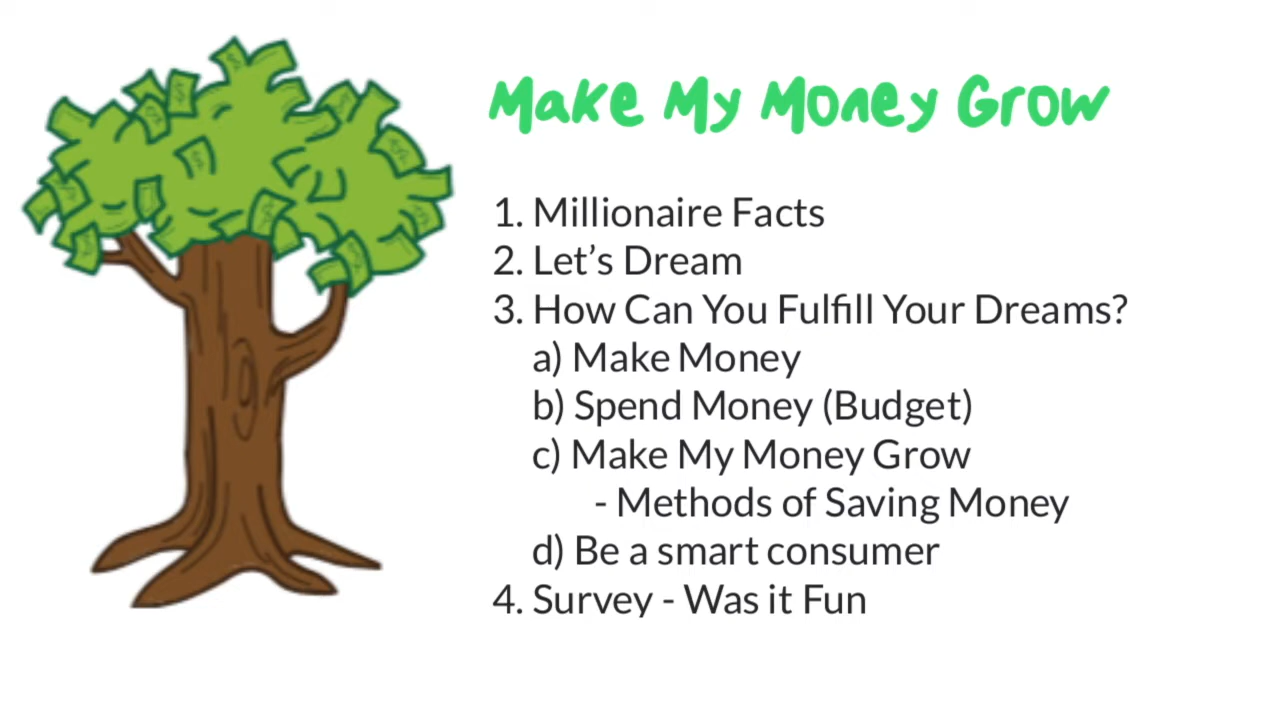 Make My Money Grow
1. Millionaire Facts
2. Let’s Dream
3. How Can You Fulfill Your Dreams?
a) Make Money
b) Spend Money (Budget)
c) Make My Money Grow
- Methods of Saving Money
d) Be a smart consumer
4. Survey - Was it Fun